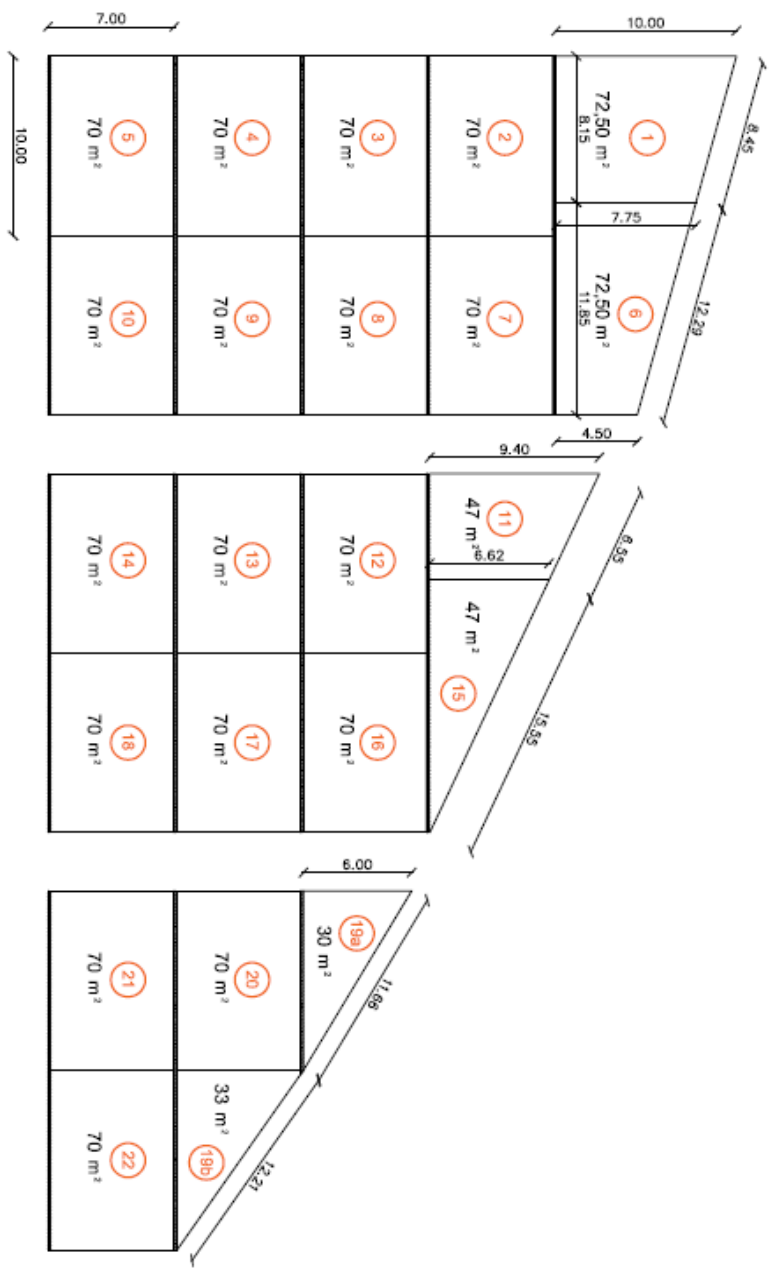 7.00
10.00
10.00
8.45
5
70 m²
4
70 m²
3
70 m²
2
70 m²
1
72,50 m²
8.15
7.75
12.29
10
70 m²
9
70 m²
8
70 m²
7
70 m²
6
72,50 m²
11.85
4.50
9.40
14
70 m²
13
70 m²
12
70 m²
11
47 m²
6.62
6.55
18
70 m²
17
70 m²
16
70 m²
15
47 m²
15.55
6.00
21
70 m²
20
70 m²
19a
30 m²
11.66
22
70 m²
19b
33 m²
12.21